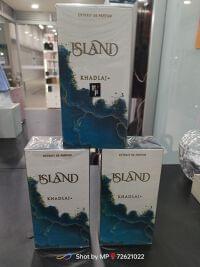 EXTRAIT DE PARFUM
ISLAND
KHADLAJ
EXTRAIT DE PARFUM
ISLAND
KHADLAJ
EXTRAIT DE PARFUM
ISLAND
KHADLAJ
Shot by MP 72621022